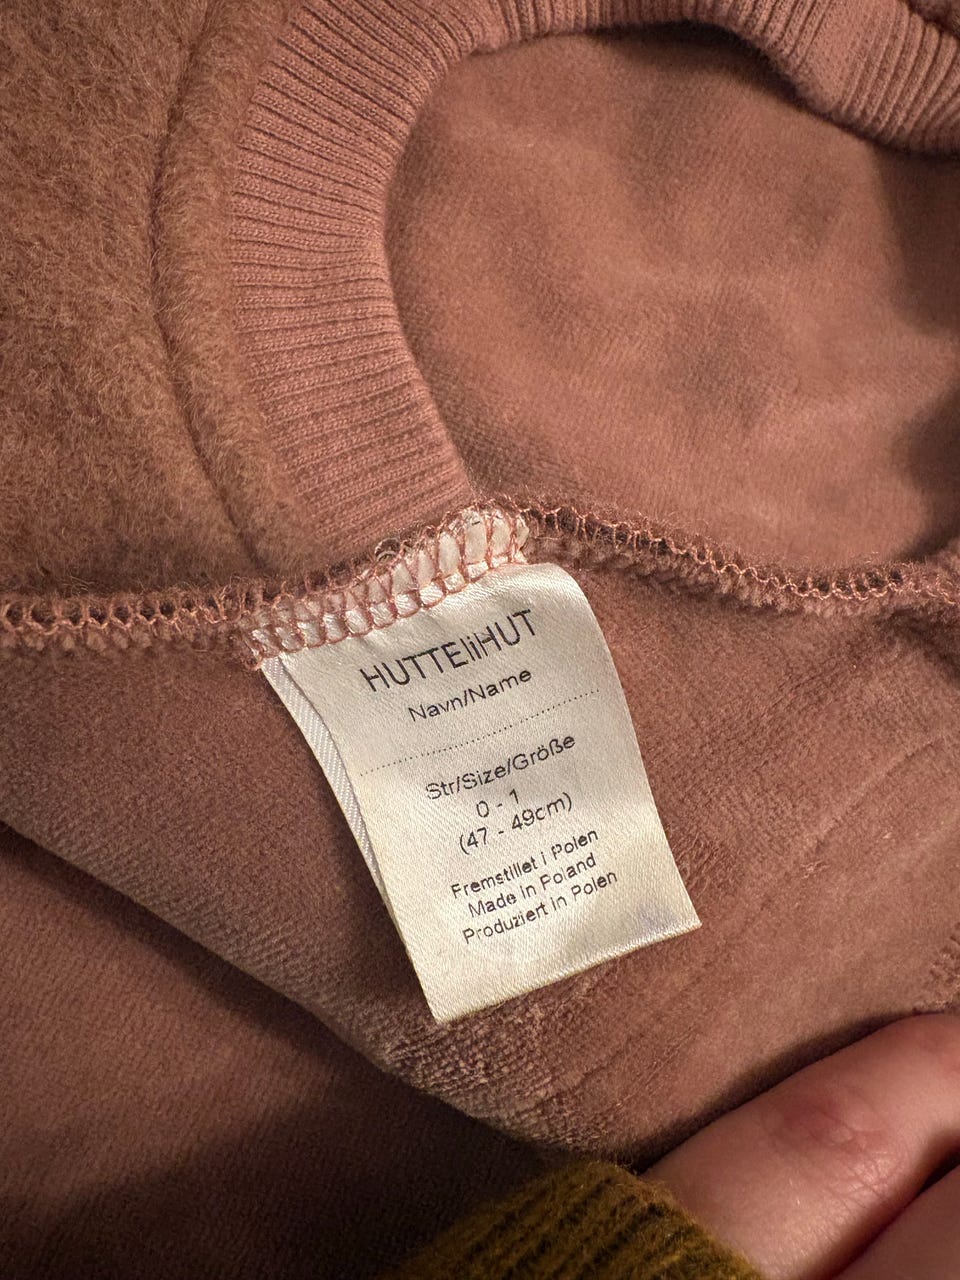 HUTTEliHUT
Navn/Name
Str/Size/Größe
0 - 1
(47 - 49cm)
Fremstillet i Polen
Made in Poland
Produziert in Polen